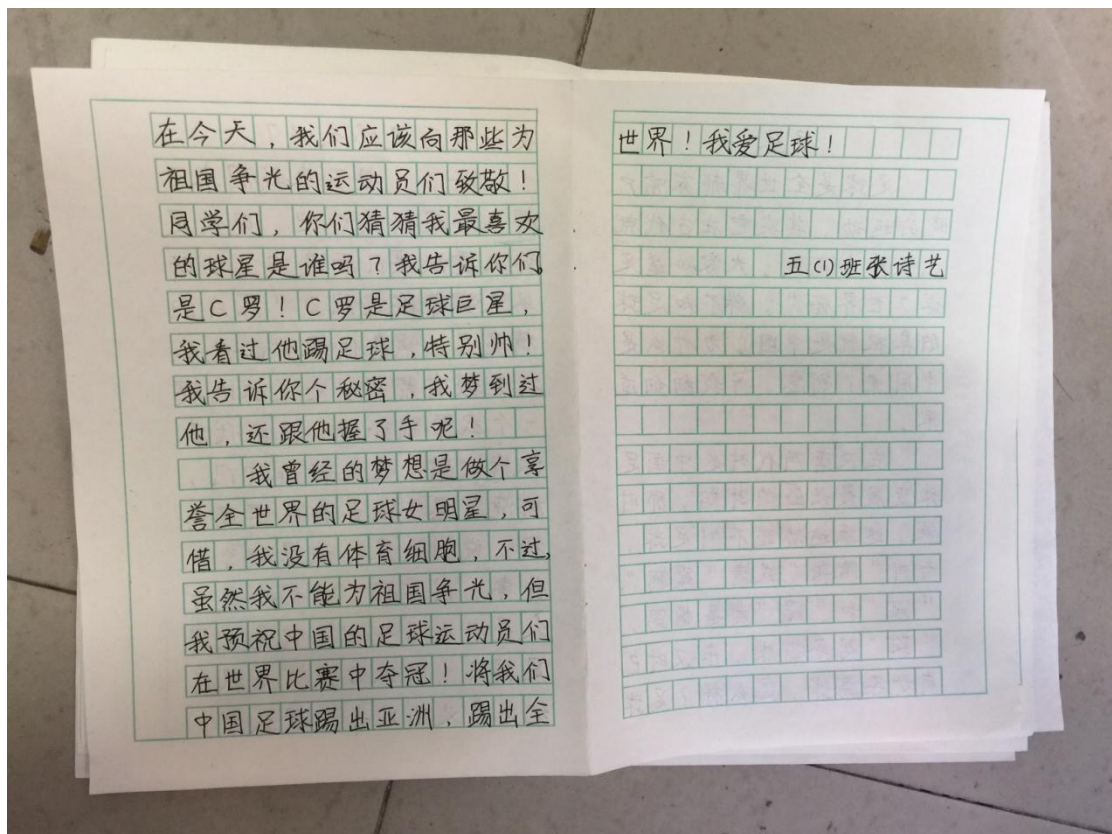 在今天，我们应该向那些为
祖国争光的运动员们致敬！
同学们，你们猜猜我最喜欢
的球星是谁吗？我告诉你们。
是C罗！C罗是足球巨星，
我看过他踢足球，特别帅！
我告诉你个秘密，我梦到过
他，还跟他握了手呢！
我曾经的梦想是做个享
誉全世界的足球女明星，可
惜，我没有体育细胞，不过，
虽然我不能为祖国争光，但
我预祝中国的足球运动员们
在世界比赛中夺冠！将我们
中国足球踢出亚洲，踢出全
世界！我爱足球！
五(1)班张诗艺